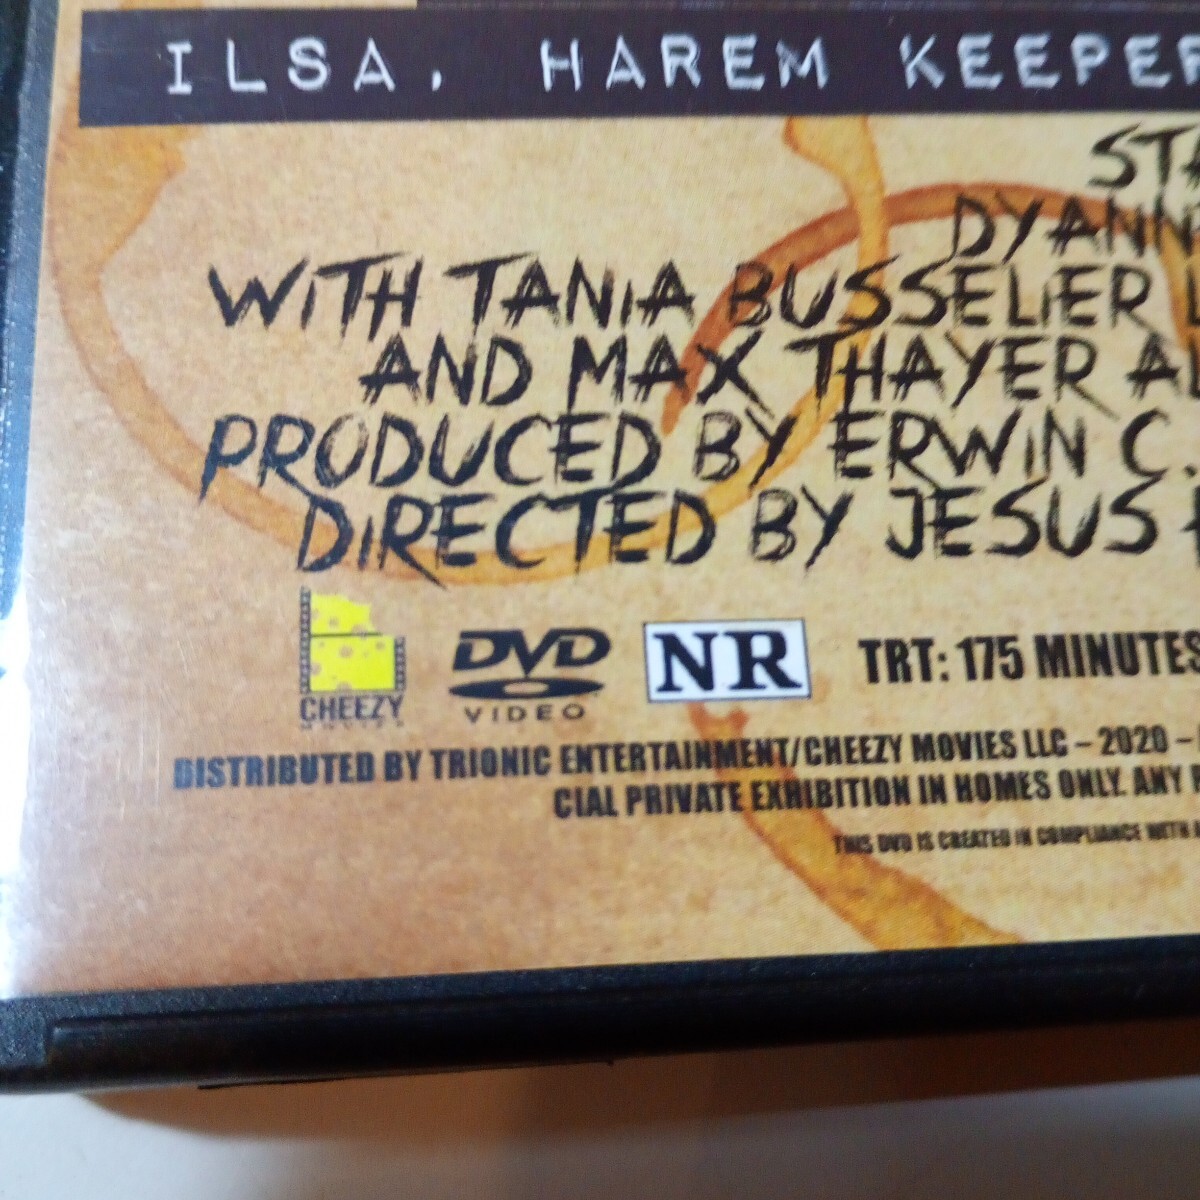 ILSA, HAREM KEEPER
STA
DYANN
WITH TANIA BUSSELIER L
AND MAX THAYER AL
PRODUCED BY ERWIN C.
DIRECTED BY JESUS
CHEEZY
DVD
VIDEO
NR
TRT: 175 MINUTES
DISTRIBUTED BY TRIONIC ENTERTAINMENT/CHEEZY MOVIES LLC – 2020 –
CIAL PRIVATE EXHIBITION IN HOMES ONLY. ANY
THIS DVD IS CREATED IN COMPLIANCE WITH